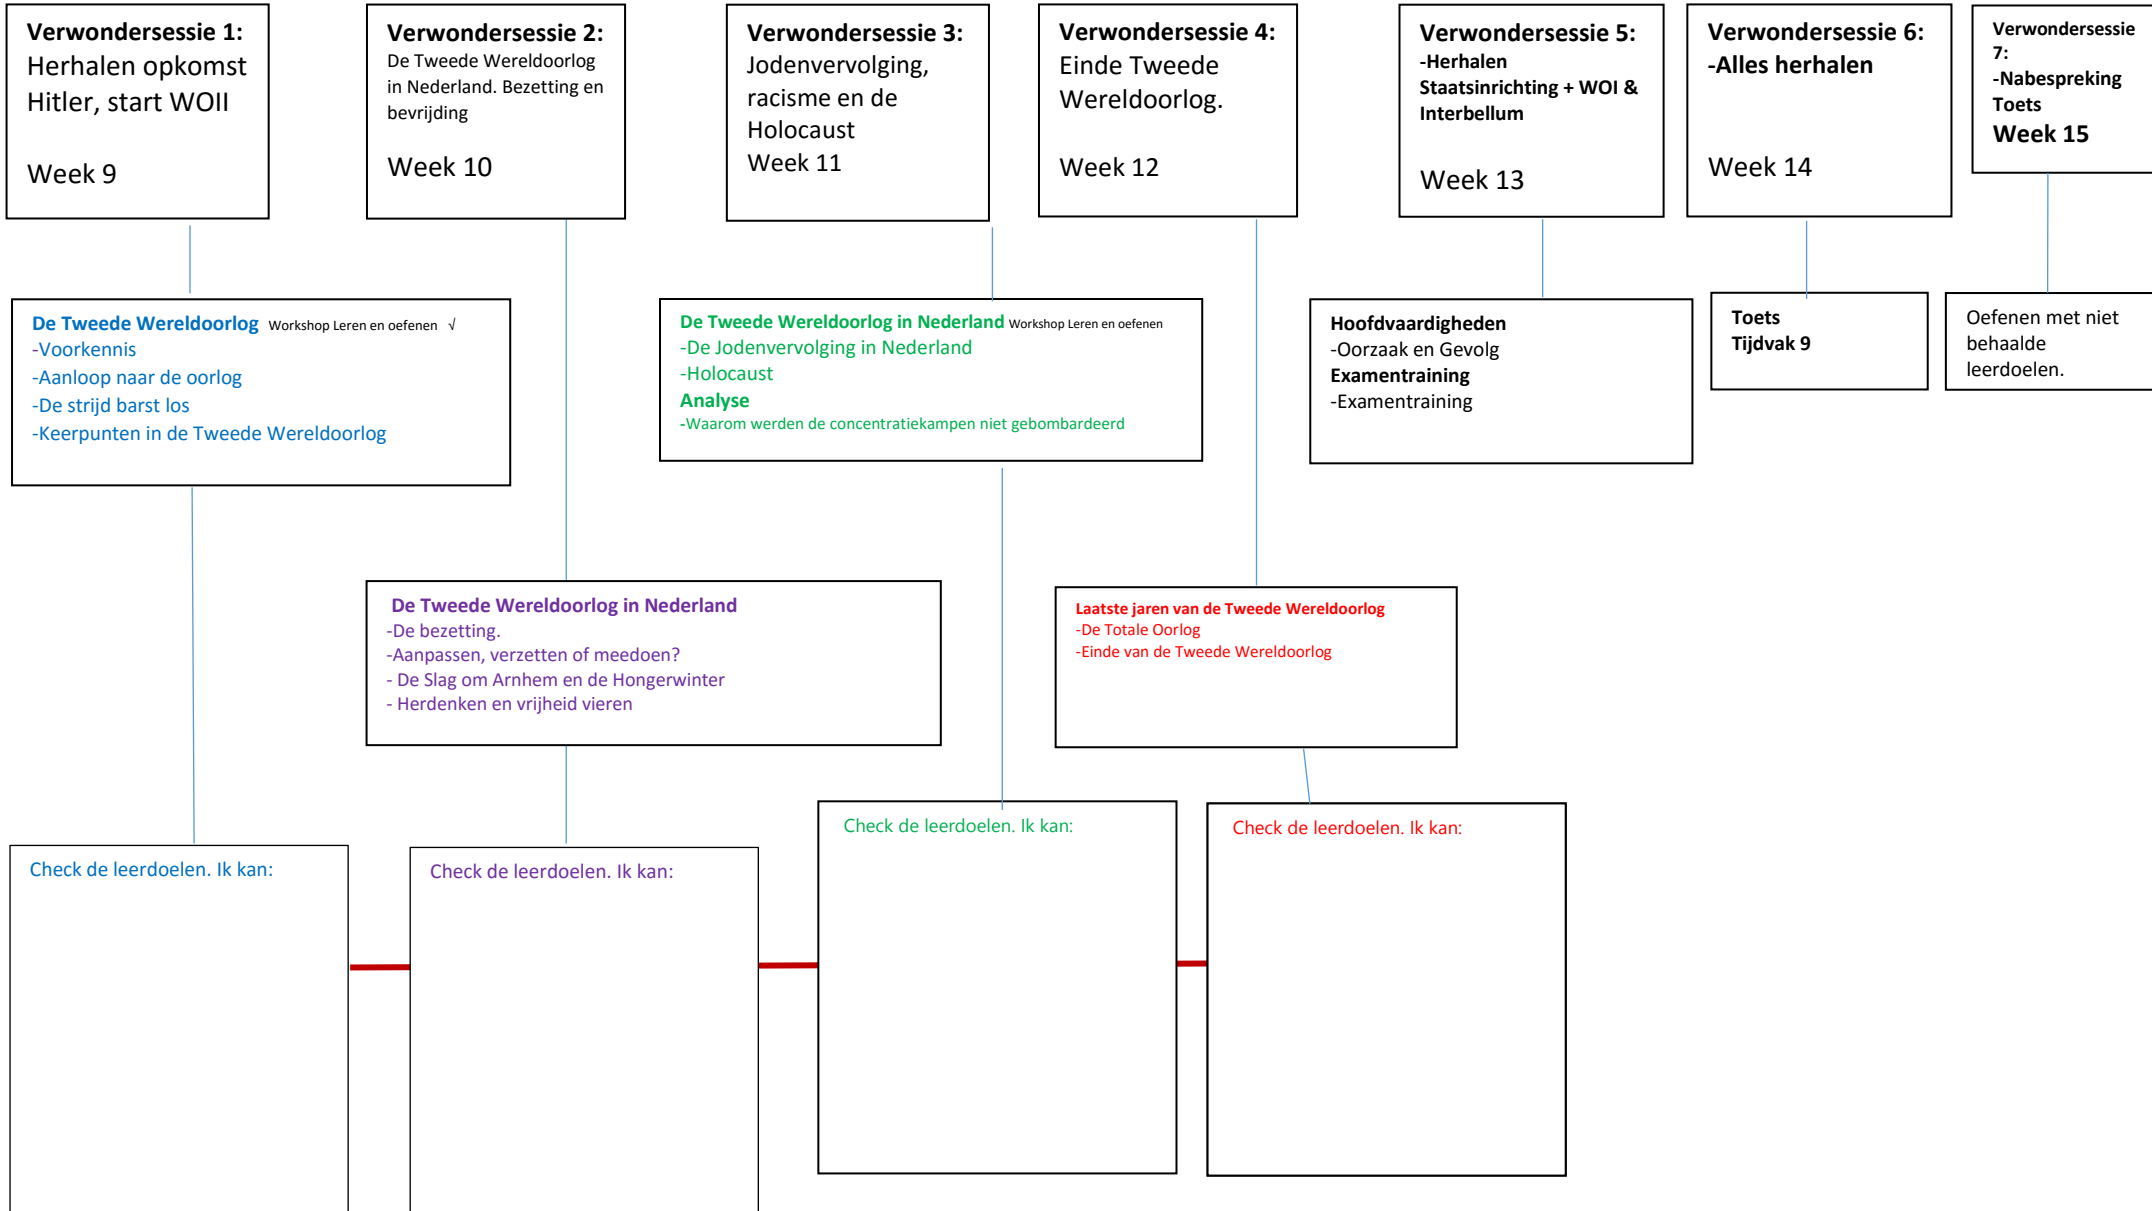 Verwondersessie 1:
Herhalen opkomst
Hitler, start WOII
Week 9
Verwondersessie 2:
De Tweede Wereldoorlog
in Nederland. Bezetting en
bevrijding
Week 10
Verwondersessie 3:
Jodenvervolging,
racisme en de
Holocaust
Week 11
Verwondersessie 4:
Einde Tweede
Wereldoorlog.
Week 12
Verwondersessie 5:
-Herhalen
Staatsinrichting + WOI &
Interbellum
Week 13
Verwondersessie 6:
-Alles herhalen
Week 14
Verwondersessie
7:
-Nabespreking
Toets
Week 15
De Tweede Wereldoorlog Workshop Leren en oefenen √
-Voorkennis
-Aanloop naar de oorlog
-De strijd barst los
-Keerpunten in de Tweede Wereldoorlog
De Tweede Wereldoorlog in Nederland Workshop Leren en oefenen
-De Jodenvervolging in Nederland
-Holocaust
Analyse
-Waarom werden de concentratiekampen niet gebombardeerd
Hoofdvaardigheden
-Oorzaak en Gevolg
Examentraining
-Examentraining
Toets
Tijdvak 9
Oefenen met niet
behaalde
leerdoelen.
De Tweede Wereldoorlog in Nederland
-De bezetting.
-Aanpassen, verzetten of meedoen?
- De Slag om Arnhem en de Hongerwinter
- Herdenken en vrijheid vieren
Laatste jaren van de Tweede Wereldoorlog
-De Totale Oorlog
-Einde van de Tweede Wereldoorlog
Check de leerdoelen. Ik kan:
Check de leerdoelen. Ik kan:
Check de leerdoelen. Ik kan:
Check de leerdoelen. Ik kan: